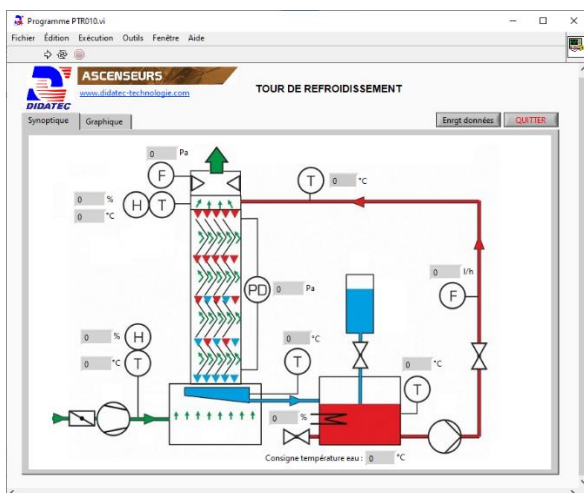 Programme PTR010.vi
Fichier Édition Exécution Outils Fenêtre Aide
ASCENSEURS
www.didatec-technologie.com
DIDATEC
TOUR DE REFROIDISSEMENT
Synoptique Graphique
Enrgt données QUITTER
0 Pa
F
T 0 °C
0 %
0 °C
H T
0 l/h
F
PD 0 Pa
0 % H
0 °C T
0 °C
T
0 °C
T
0 %
Consigne température eau : 0 °C